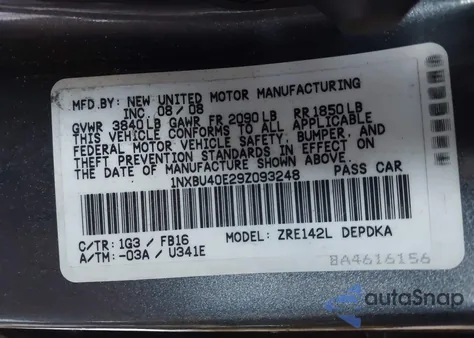 MFD.BY: NEW UNITED MOTOR MANUFACTURING
INC. 08/08
GVWR 3840LB GAWR FR 2090LB RR1850LB
THIS VEHICLE CONFORMS TO ALL APPLICABLE
FEDERAL MOTOR VEHICLE SAFETY, BUMPER, AND
THEFT PREVENTION STANDARDS IN EFFECT ON
THE DATE OF MANUFACTURE SHOWN ABOVE.
1NXBU40E29Z093248 PASS CAR
C/TR: 1G3 / FB16 MODEL: ZRE142L DEPDKA
A/TM: -03A / U341E
BA4616156
autoSnap